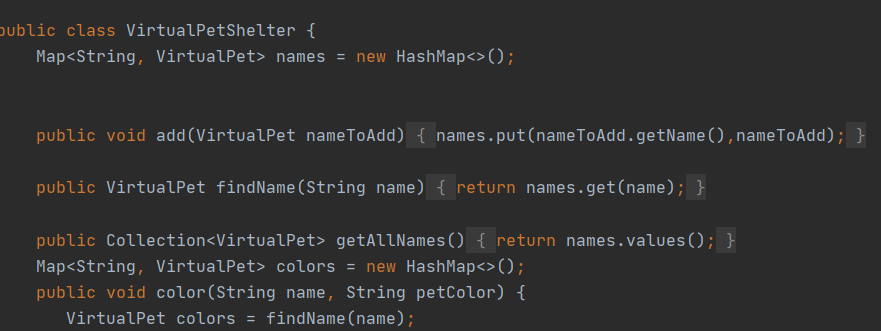 public class VirtualPetShelter {
Map<String, VirtualPet> names = new HashMap<>();
public void add(VirtualPet nameToAdd) { names.put(nameToAdd.getName(),nameToAdd); }
public VirtualPet findName(String name) { return names.get(name); }
public Collection<VirtualPet> getAllNames() { return names.values(); }
Map<String, VirtualPet> colors = new HashMap<>();
public void color(String name, String petColor) {
VirtualPet colors = findName(name);